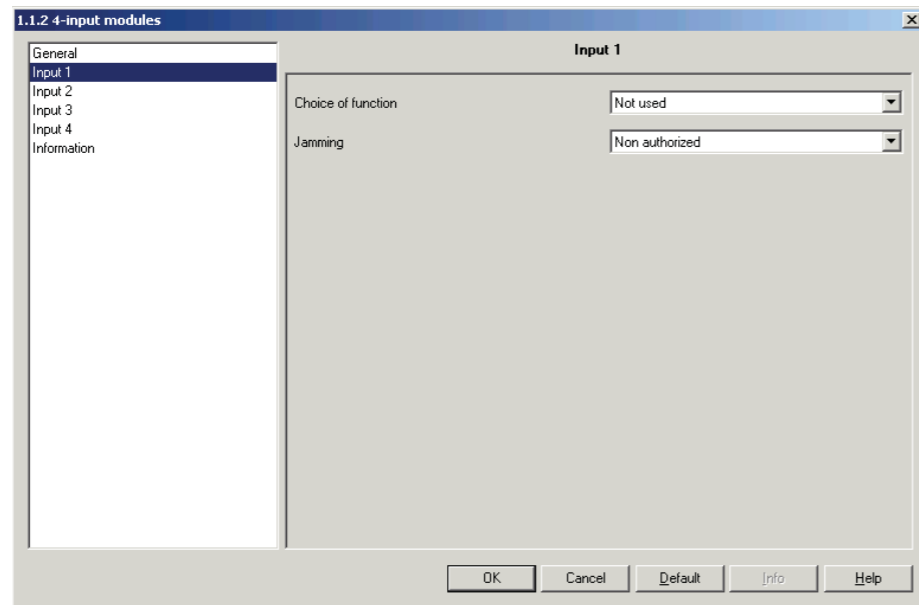 1.1.2 4-input modules
General
Input 1
Input 2
Input 3
Input 4
Information
Input 1
Choice of function Not used
Jamming Non authorized
OK Cancel Default Info Help